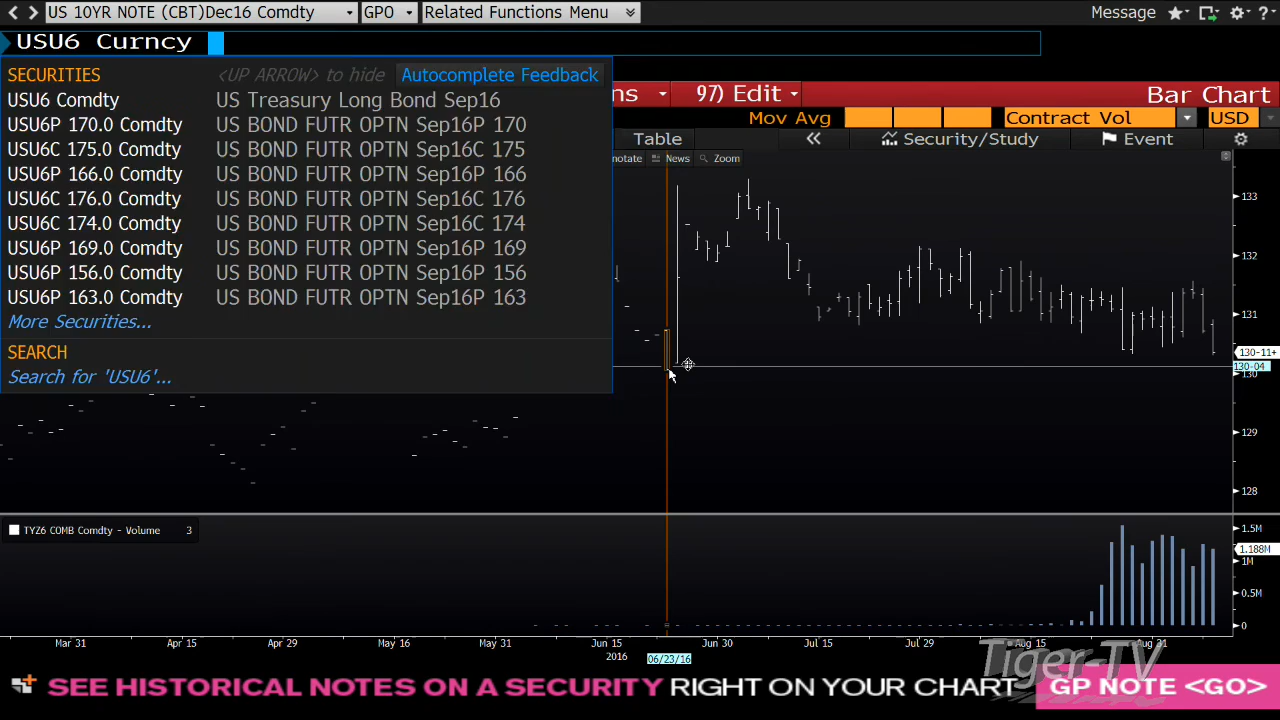 US 10YR NOTE (CBT)Dec16 Comdty GPO Related Functions Menu Message ?
USU6 Curncy
SECURITIES <UP ARROW> to hide Autocomplete Feedback
USU6 Comdty US Treasury Long Bond Sep16
USU6P 170.0 Comdty US BOND FUTR OPTN Sep16P 170
USU6C 175.0 Comdty US BOND FUTR OPTN Sep16C 175
USU6P 166.0 Comdty US BOND FUTR OPTN Sep16P 166
USU6C 176.0 Comdty US BOND FUTR OPTN Sep16C 176
USU6C 174.0 Comdty US BOND FUTR OPTN Sep16C 174
USU6P 169.0 Comdty US BOND FUTR OPTN Sep16P 169
USU6P 156.0 Comdty US BOND FUTR OPTN Sep16P 156
USU6P 163.0 Comdty US BOND FUTR OPTN Sep16P 163
More Securities...
SEARCH
Search for 'USU6'...
ns 97) Edit Bar Chart
Mov Avg Contract Vol USD
Table « Security/Study Event
notate News Zoom
133
132
131
130-11+
130-04
130
129
128
TYZ6 COMB Comdty - Volume 3
1.5M
1.188M
1M
0.5M
0
Mar 31 Apr 15 Apr 29 May 16 May 31 Jun 15 Jun 30 Jul 15 Jul 29 Aug 15 Aug 31
2016 06/23/16
Tiger-TV
SEE HISTORICAL NOTES ON A SECURITY RIGHT ON YOUR CHART GP NOTE <GO>